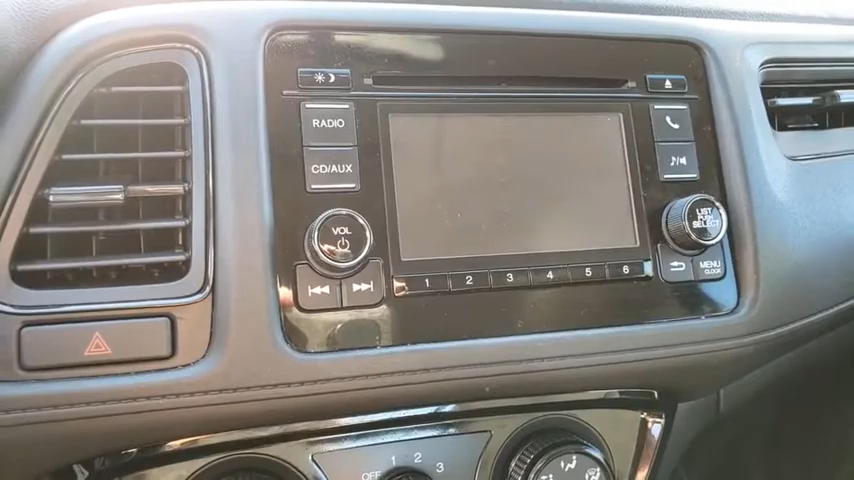 RADIO
CD/AUX
VOL
LIST
PUSH
SELECT
MENU
CLOCK
1 2 3 4 5 6
OFF 1 2 3